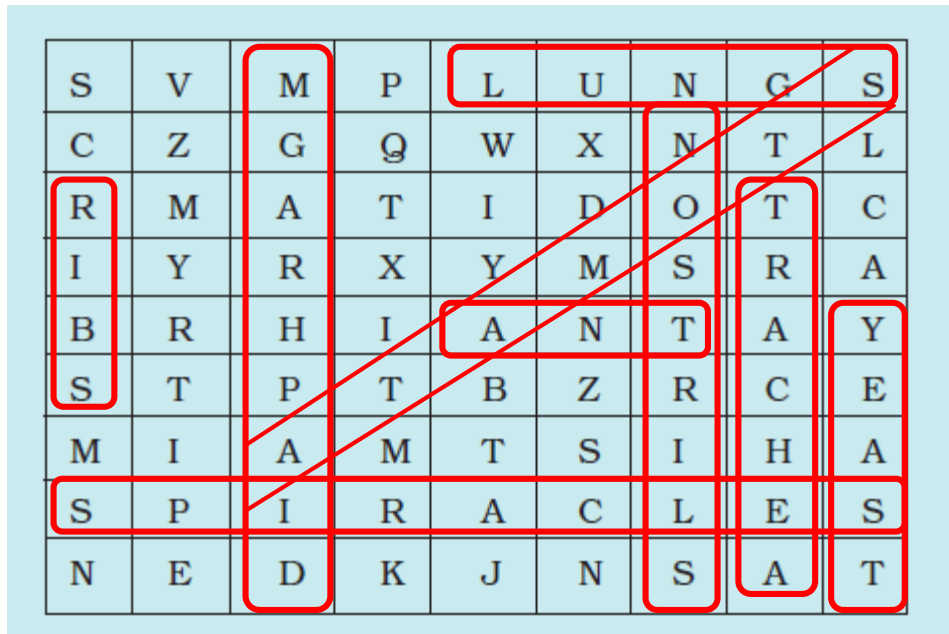 S V M P L U N G S
C Z G Q W X N T L
R M A T I D O T C
I Y R X Y M S R A
B R H I A N T A Y
S T P T B Z R C E
M I A M T S I H A
S P I R A C L E S
N E D K J N S A T